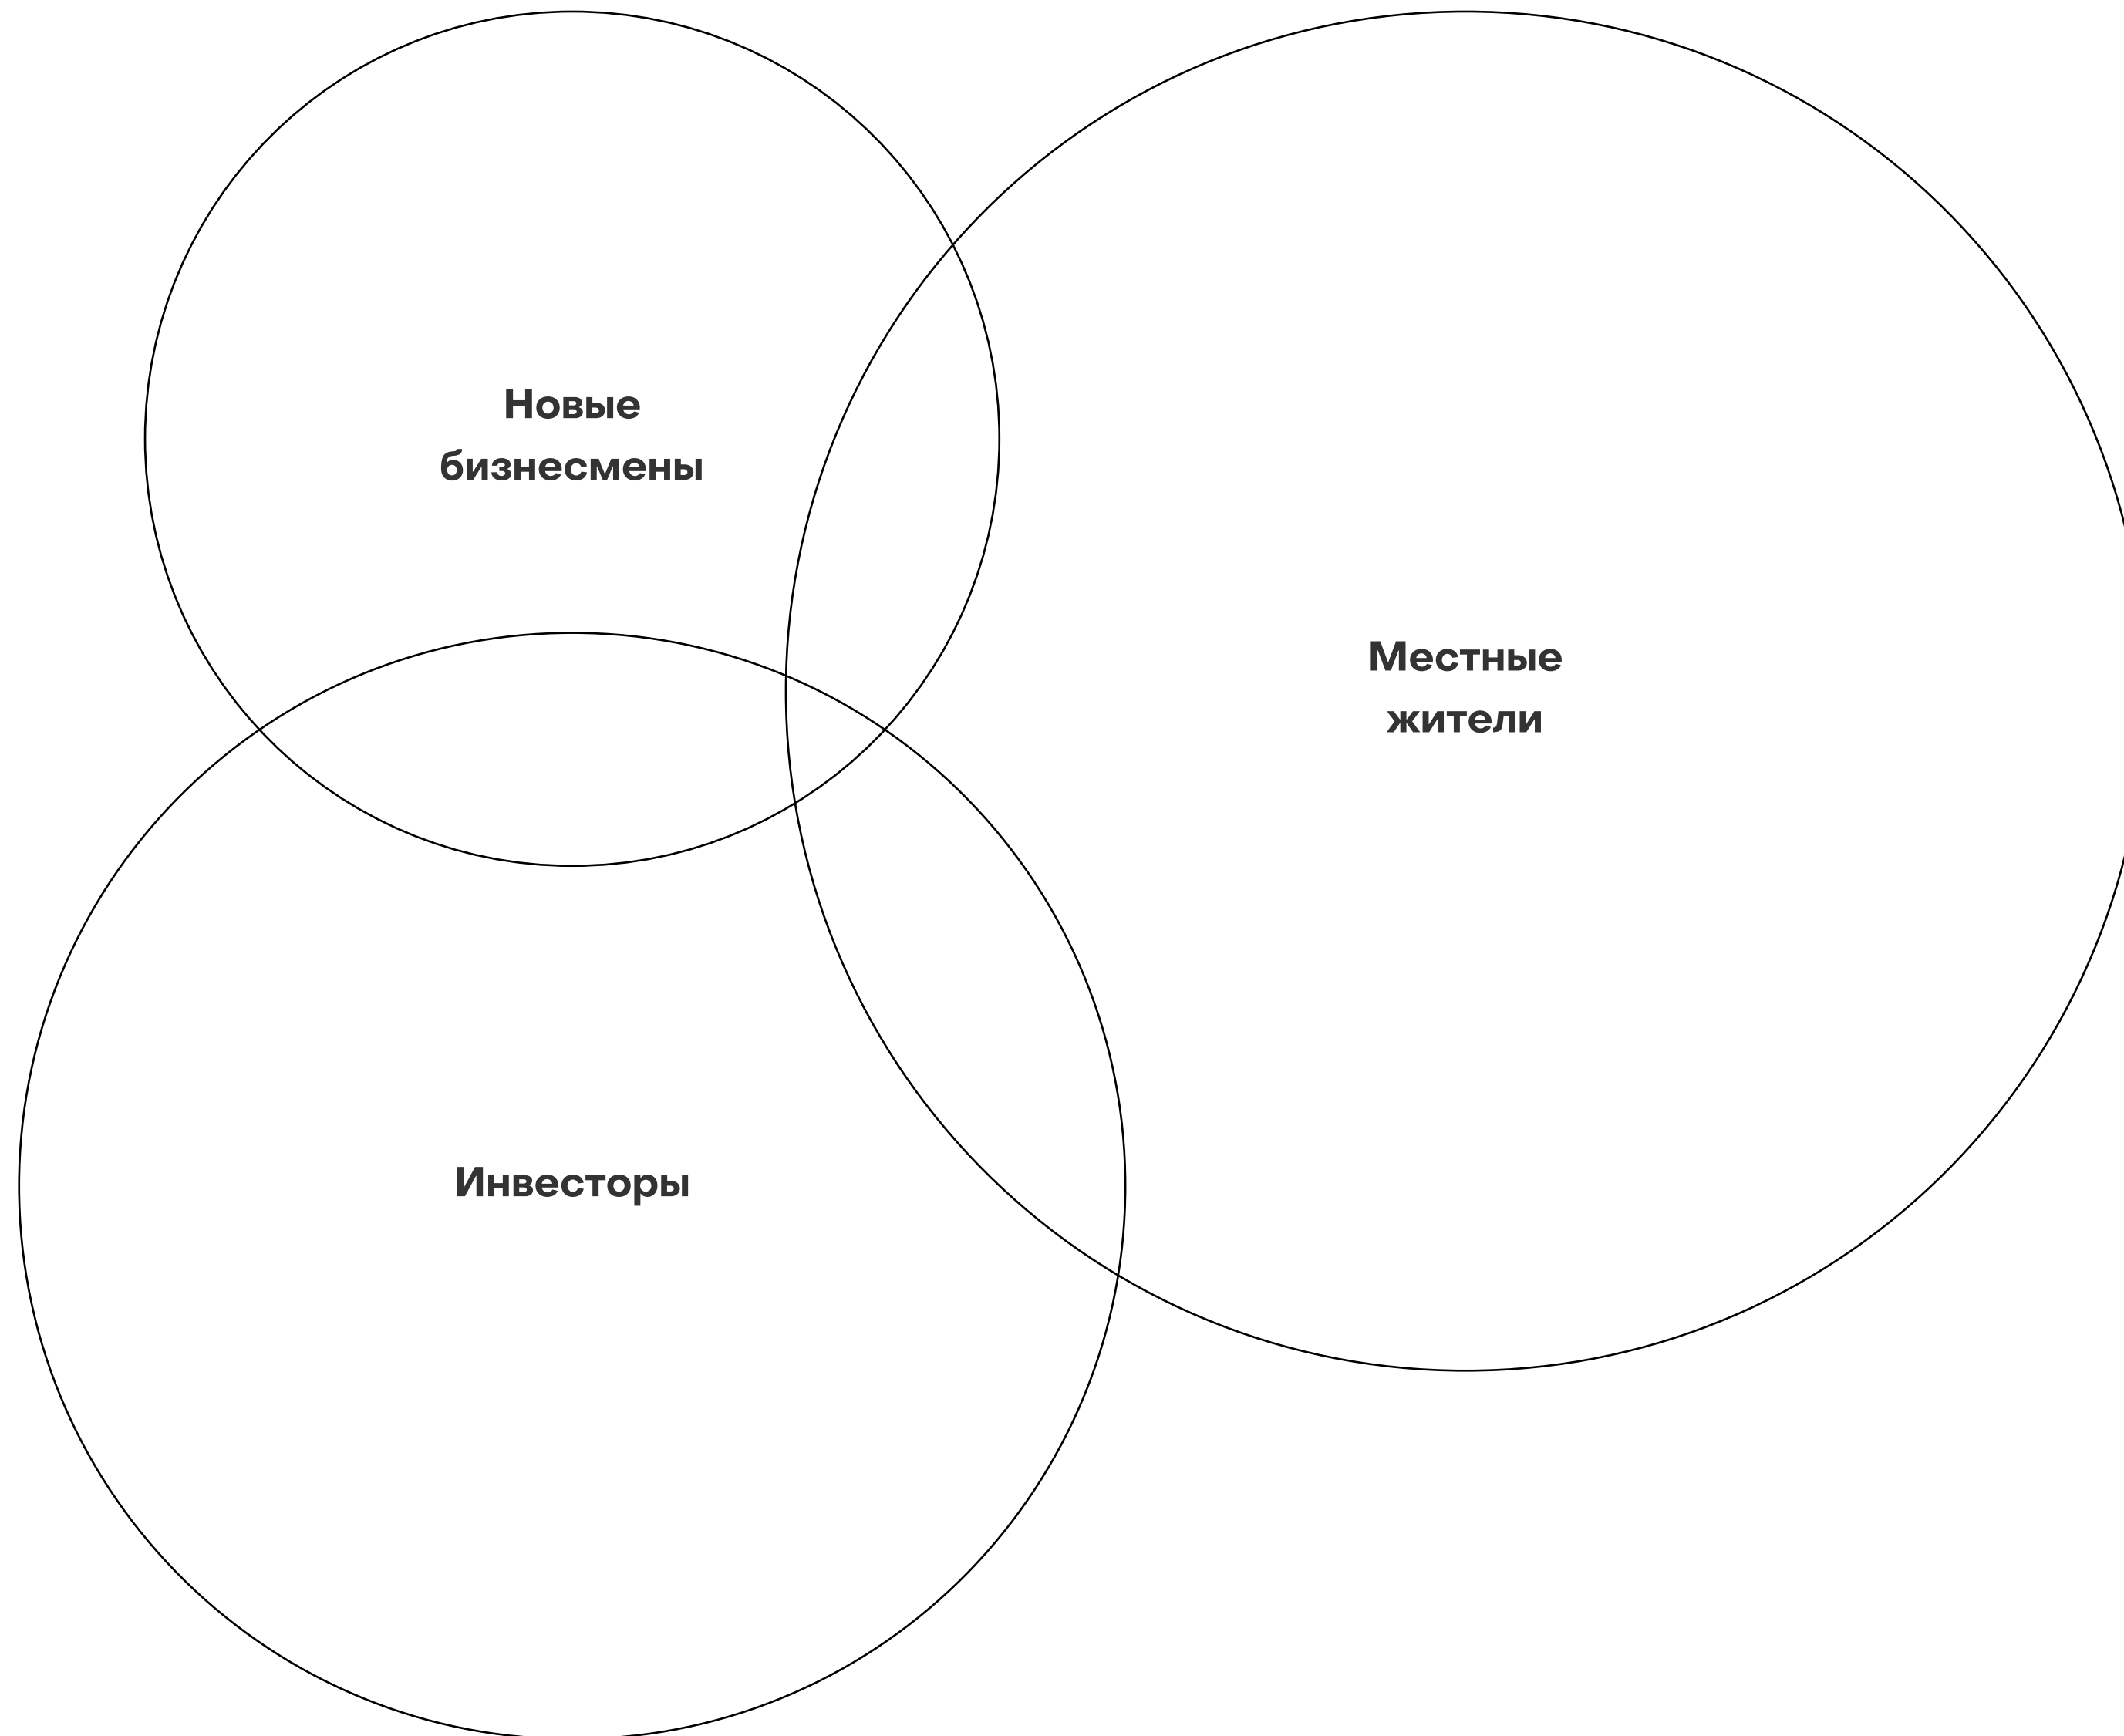 Новые
бизнесмены
Местные
жители
Инвесторы